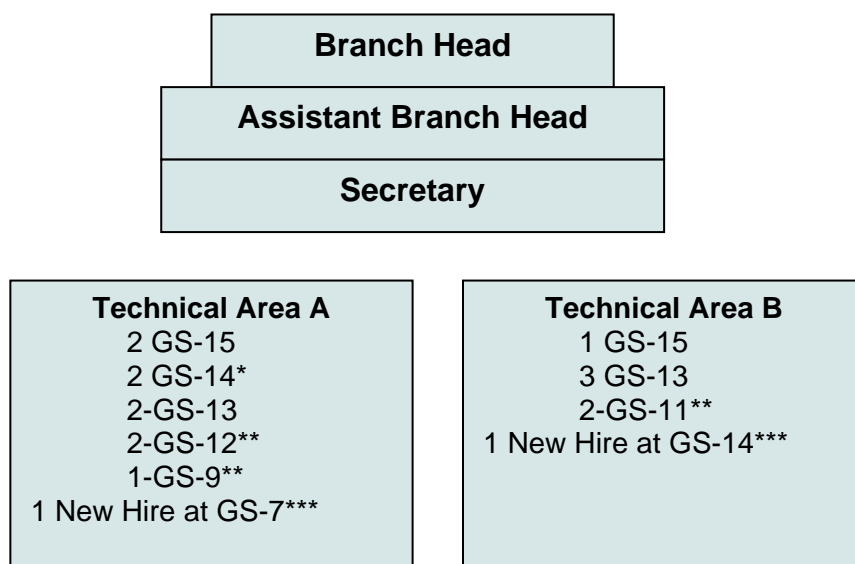 Branch Head
Assistant Branch Head
Secretary
Technical Area A
2 GS-15
2 GS-14*
2-GS-13
2-GS-12**
1-GS-9**
1 New Hire at GS-7***
Technical Area B
1 GS-15
3 GS-13
2-GS-11**
1 New Hire at GS-14***